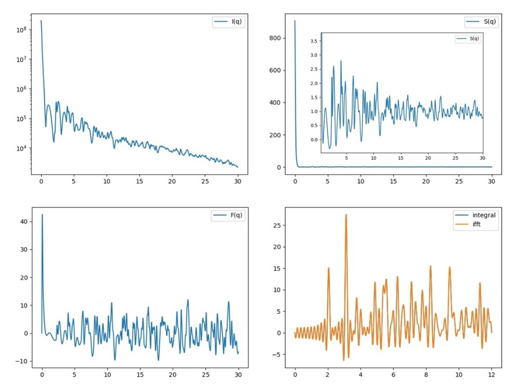 I(q)
10^8
10^7
10^6
10^5
10^4
0 5 10 15 20 25 30
S(q)
800
600
400
200
0
S(q)
3.5
3.0
2.5
2.0
1.5
1.0
0.5
0.0
5 10 15 20 25 30
0 5 10 15 20 25 30
F(q)
40
30
20
10
0
−10
0 5 10 15 20 25 30
integral
ifft
25
20
15
10
5
0
−5
0 2 4 6 8 10 12